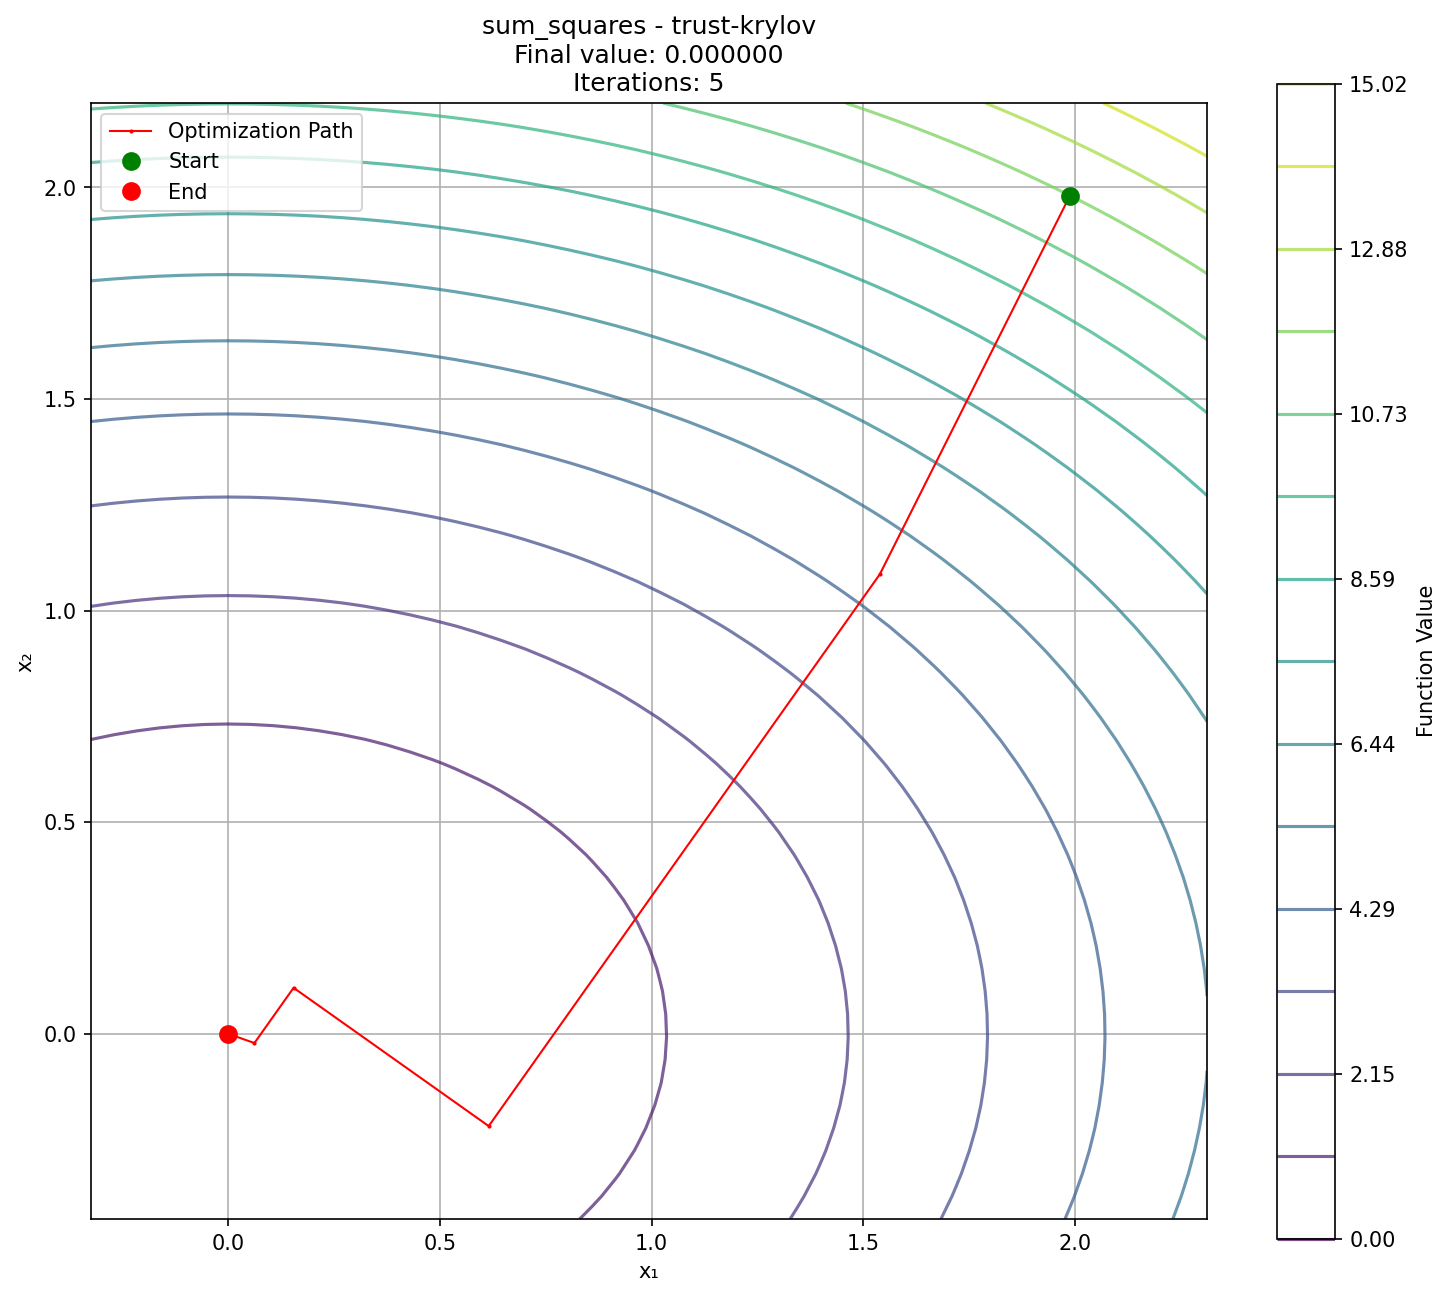 sum_squares - trust-krylov
Final value: 0.000000
Iterations: 5
Optimization Path
Start
End
2.0
1.5
1.0
0.5
0.0
x₂
0.0
0.5
1.0
1.5
2.0
x₁
15.02
12.88
10.73
8.59
6.44
4.29
2.15
0.00
Function Value